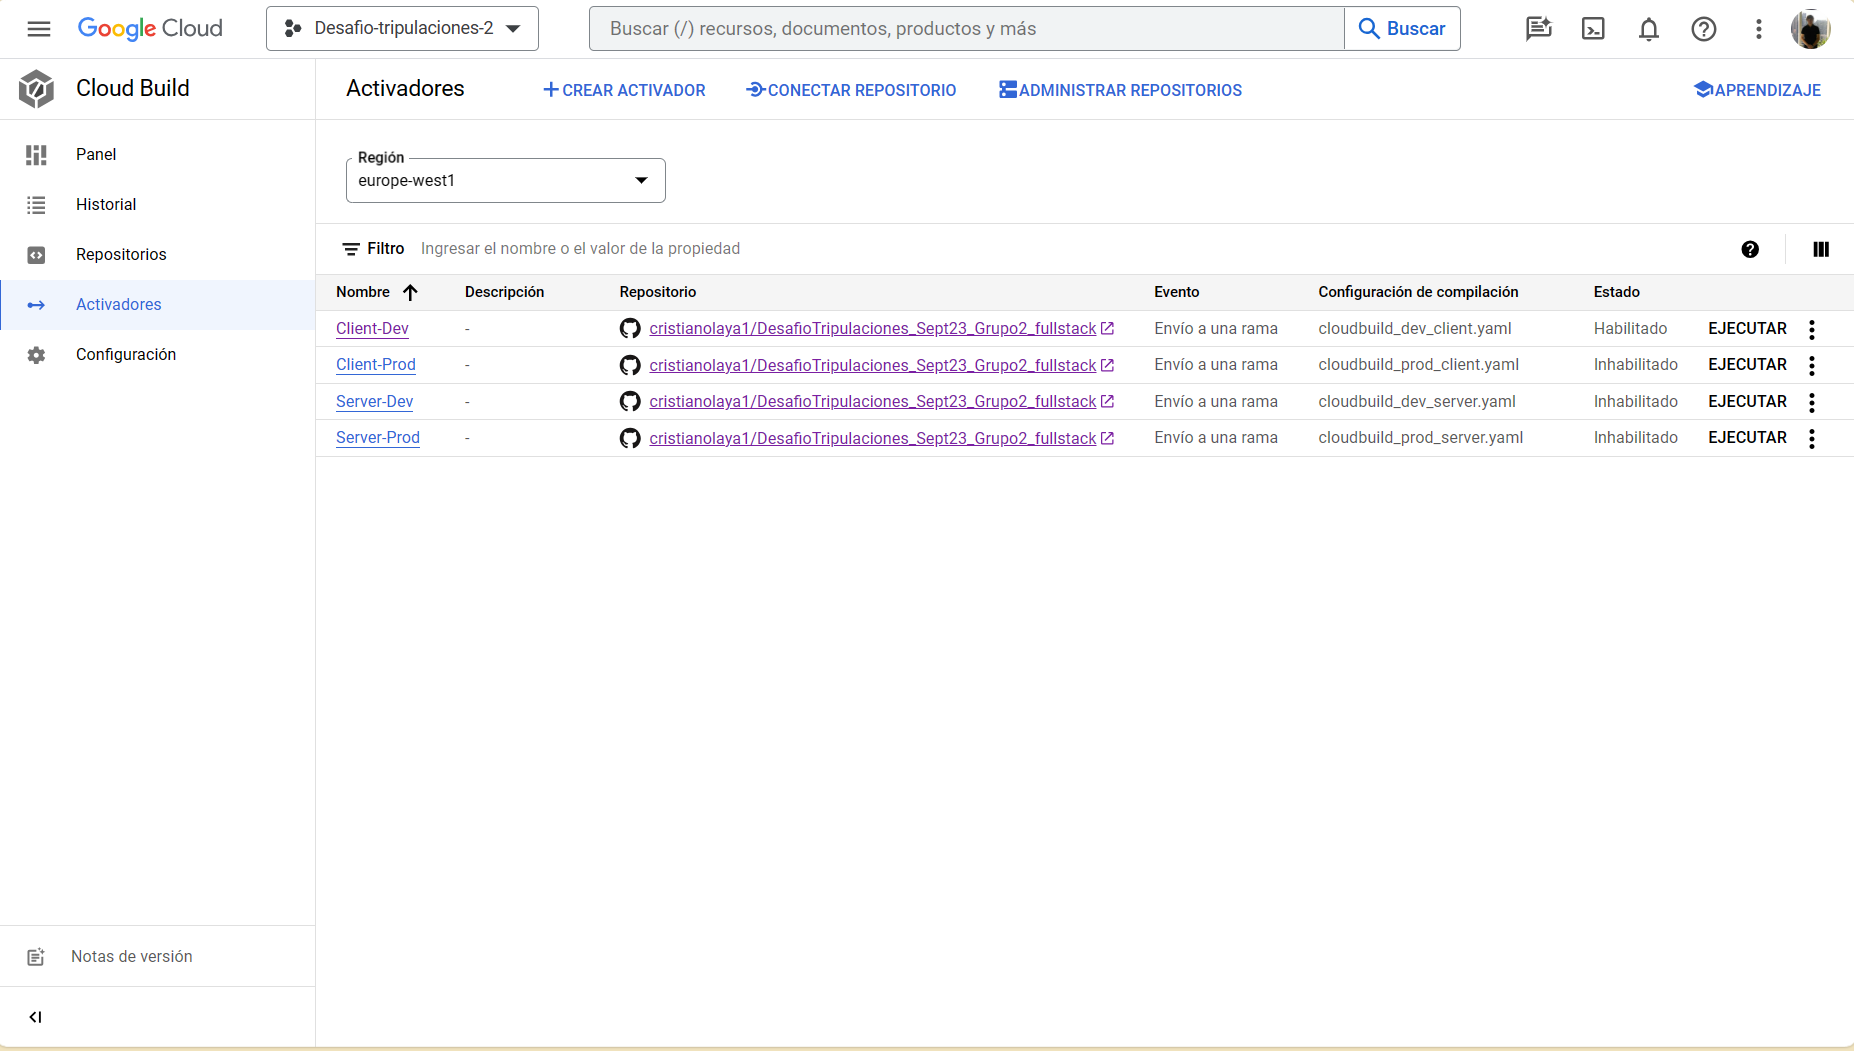 Google Cloud
Desafio-tripulaciones-2
Buscar (/) recursos, documentos, productos y más
Buscar
Cloud Build
Activadores
CREAR ACTIVADOR
CONECTAR REPOSITORIO
ADMINISTRAR REPOSITORIOS
APRENDIZAJE
Panel
Historial
Repositorios
Activadores
Configuración
Región
europe-west1
Filtro Ingresar el nombre o el valor de la propiedad
Nombre Descripción Repositorio Evento Configuración de compilación Estado
Client-Dev - cristianolaya1/DesafioTripulaciones_Sept23_Grupo2_fullstack Envío a una rama cloudbuild_dev_client.yaml Habilitado EJECUTAR
Client-Prod - cristianolaya1/DesafioTripulaciones_Sept23_Grupo2_fullstack Envío a una rama cloudbuild_prod_client.yaml Inhabilitado EJECUTAR
Server-Dev - cristianolaya1/DesafioTripulaciones_Sept23_Grupo2_fullstack Envío a una rama cloudbuild_dev_server.yaml Inhabilitado EJECUTAR
Server-Prod - cristianolaya1/DesafioTripulaciones_Sept23_Grupo2_fullstack Envío a una rama cloudbuild_prod_server.yaml Inhabilitado EJECUTAR
Notas de versión